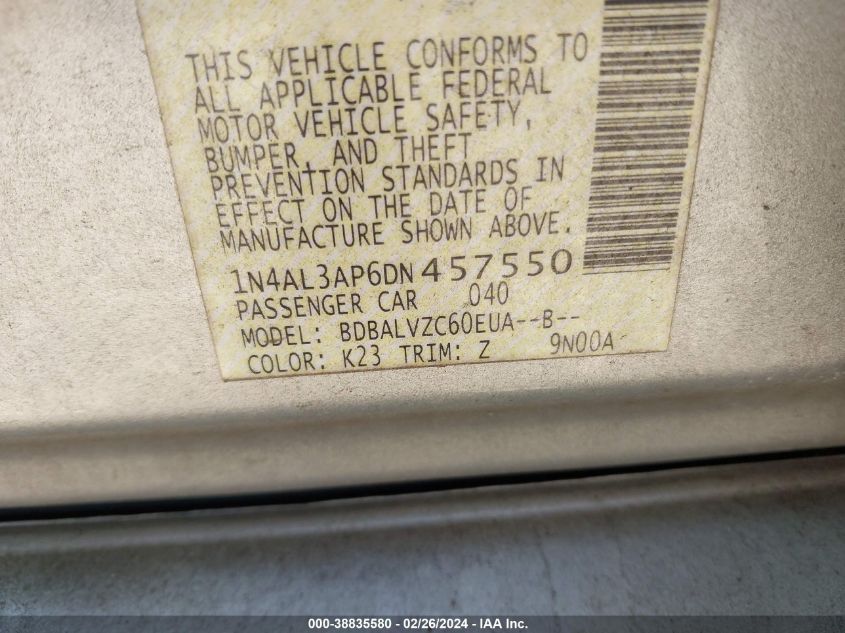 THIS VEHICLE CONFORMS TO
ALL APPLICABLE FEDERAL
MOTOR VEHICLE SAFETY,
BUMPER, AND THEFT
PREVENTION STANDARDS IN
EFFECT ON THE DATE OF
MANUFACTURE SHOWN ABOVE.
1N4AL3AP6DN457550
PASSENGER CAR 040
MODEL: BDBALVZC60EUA--B--
COLOR: K23 TRIM: Z 9N00A
000-38835580 - 02/26/2024 - IAA Inc.